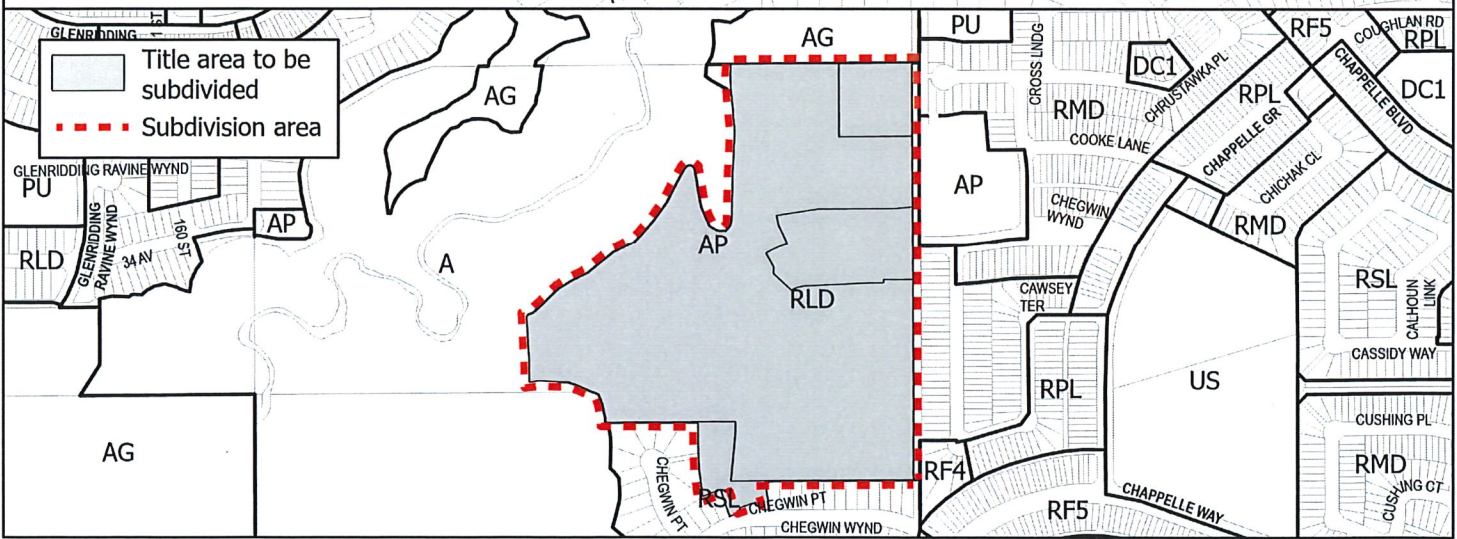 GLENRIDDING
1ST
Title area to be
subdivided
Subdivision area
GLENRIDDING RAVINE WYND
PU
RLD
GLENRIDDING
RAVINE WYND
34 AV
160 ST
AP
AG
A
AG
AG
AP
RLD
RSL
CHEGWIN PT
CHEGWIN PT
CHEGWIN WYND
PU
CROSS LNDG
DC1
CHRUSTAWKA PL
RMD
COOKE LANE
AP
CHEGWIN
WYND
CAWSEY
TER
RPL
CHAPPELLE GR
CHICHAK CL
RMD
RF5
COUGHLAN RD
RPL
CHAPPELLE BLVD
DC1
RSL
CALHOUN
LINK
CASSIDY WAY
RPL
US
CUSHING PL
RMD
CUSHING CT
RF4
RF5
CHAPPELLE WAY